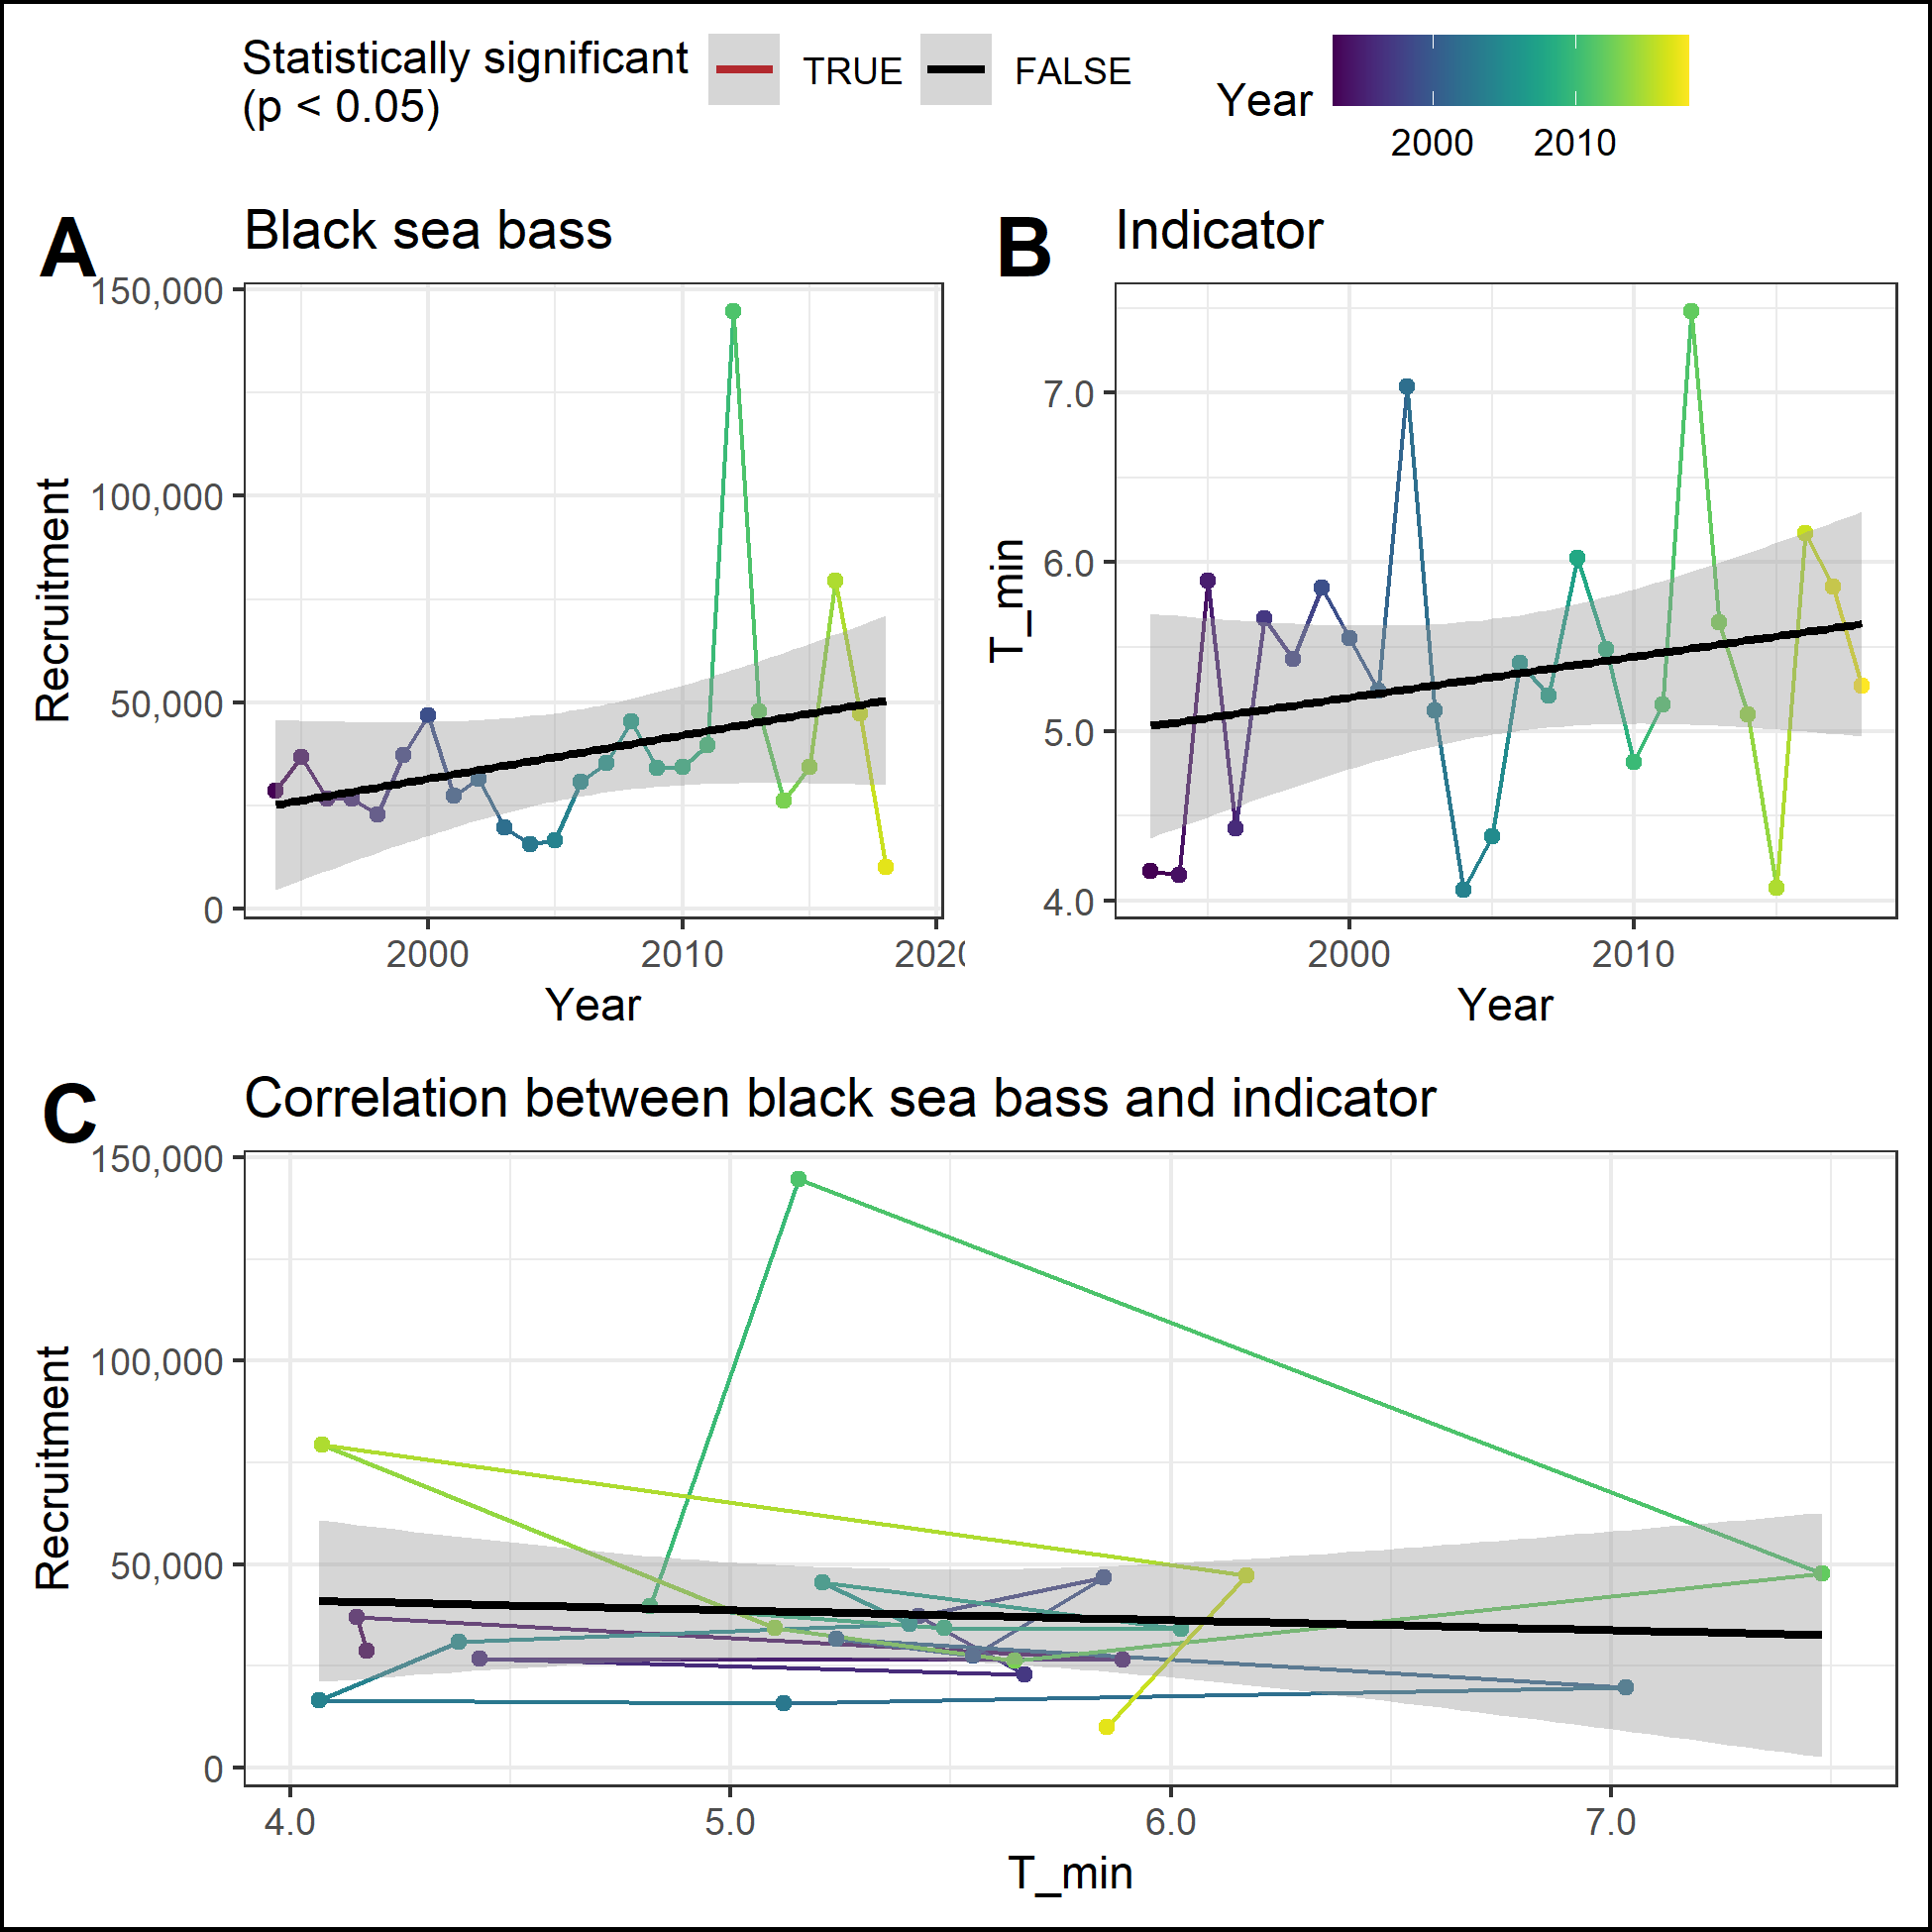 Statistically significant
(p < 0.05)
TRUE
FALSE
Year
2000
2010
A
Black sea bass
150,000
100,000
50,000
0
Recruitment
2000
2010
202
Year
B
Indicator
7.0
6.0
5.0
4.0
T_min
2000
2010
Year
C
Correlation between black sea bass and indicator
150,000
100,000
50,000
0
Recruitment
4.0
5.0
6.0
7.0
T_min